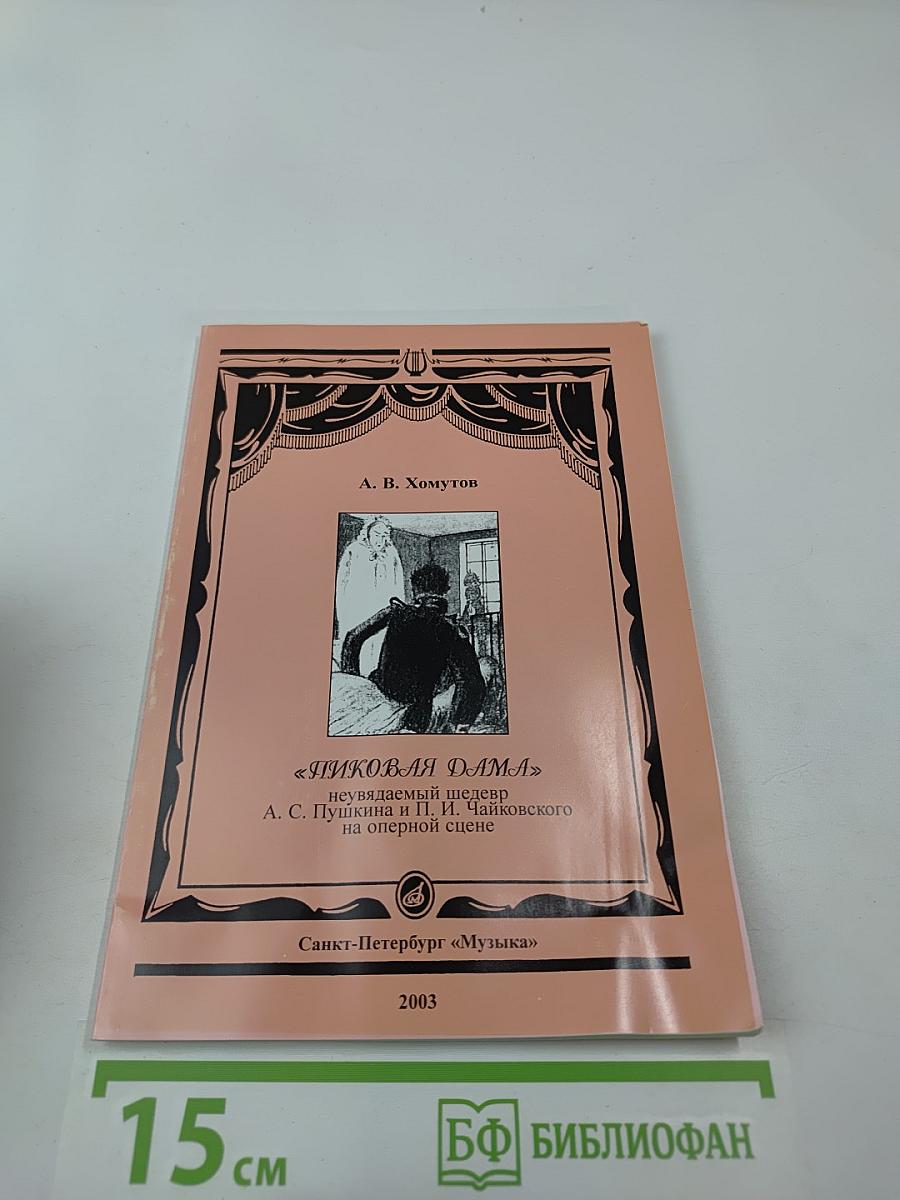 А. В. Хомутов
«ПИКОВАЯ ДАМА»
неувядаемый шедевр
А. С. Пушкина и П. И. Чайковского
на оперной сцене
Санкт-Петербург «Музыка»
2003
15 см
БФ БИБЛИОФАН